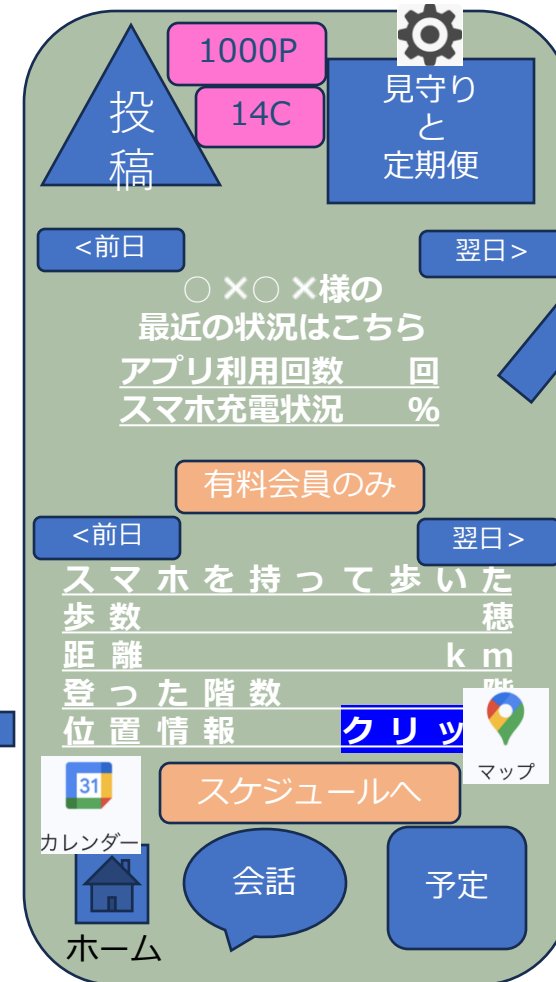 投
稿
1000P
14C
見守り
と
定期便
<前日
翌日>
○×○×様の
最近の状況はこちら
アプリ利用回数 回
スマホ充電状況 %
有料会員のみ
<前日
翌日>
スマホを持って歩いた
歩数 穂
距離 km
登った階数 階
位置情報 クリッ
マップ
31
カレンダー
スケジュールへ
ホーム
会話
予定